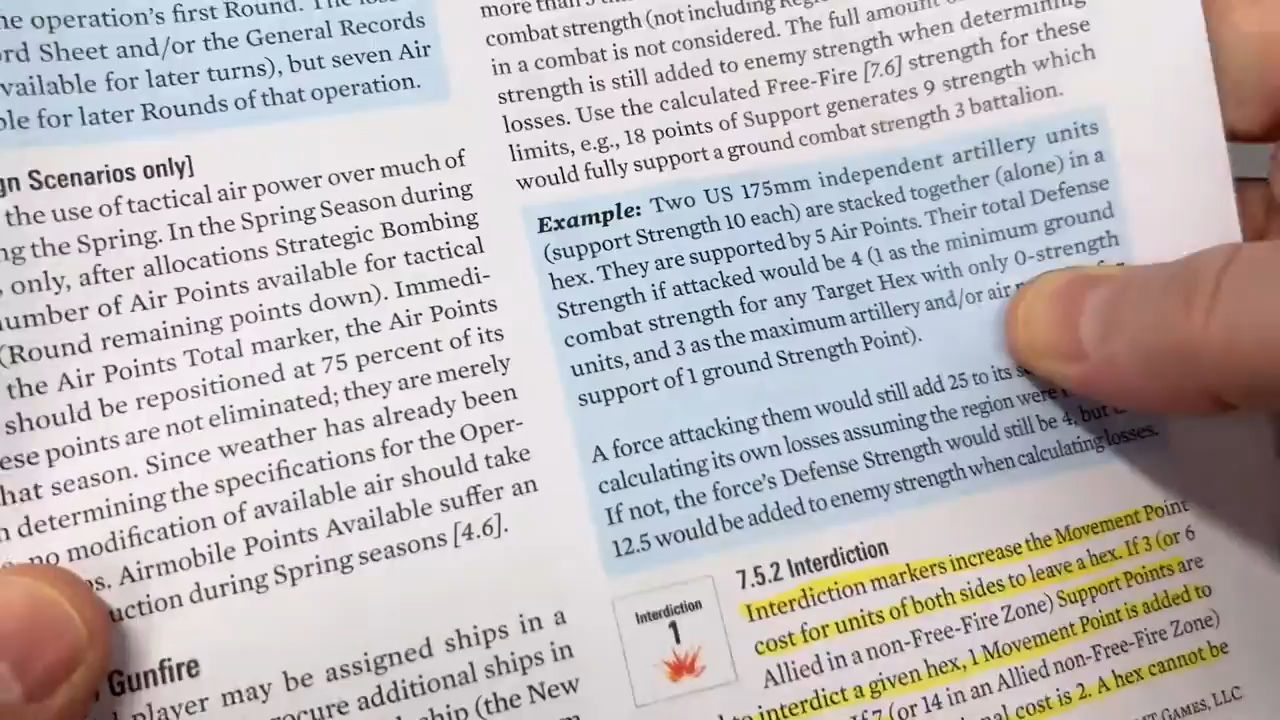 he operation's first Round. The
rd Sheet and/or the General Records
vailable for later turns), but seven Air
ble for later Rounds of that operation.
gn Scenarios only]
the use of tactical air power over much of
ng the Spring. In the Spring Season during
only, after allocations Strategic Bombing
umber of Air Points available for tactical
(Round remaining points down). Immedi-
the Air Points Total marker, the Air Points
should be repositioned at 75 percent of its
ese points are not eliminated; they are merely
hat season. Since weather has already been
n determining the specifications for the Oper-
no modification of available air should take
s. Airmobile Points Available suffer an
uction during Spring seasons [4.6].
Gunfire
player may be assigned ships in a
ocure additional ships in
ship (the New
more than
combat strength (not including
in a combat is not considered. The full amount
strength is still added to enemy strength when determining
losses. Use the calculated Free-Fire [7.6] strength for these
limits, e.g., 18 points of Support generates 9 strength which
would fully support a ground combat strength 3 battalion.
Example: Two US 175mm independent artillery units
(support Strength 10 each) are stacked together (alone) in a
hex. They are supported by 5 Air Points. Their total Defense
Strength if attacked would be 4 (1 as the minimum ground
combat strength for any Target Hex with only 0-strength
units, and 3 as the maximum artillery and/or air
support of 1 ground Strength Point).
A force attacking them would still add 25 to its
calculating its own losses assuming the region were
If not, the force's Defense Strength would still be 4, but
12.5 would be added to enemy strength when calculating losses.
7.5.2 Interdiction
Interdiction
1
Interdiction markers increase the Movement Point
cost for units of both sides to leave a hex. If 3 (or 6
Allied in a non-Free-Fire Zone) Support Points are
to interdict a given hex, 1 Movement Point is added to
If 7 (or 14 in an Allied non-Free-Fire Zone)
cost is 2. A hex cannot be
GAMES, LLC